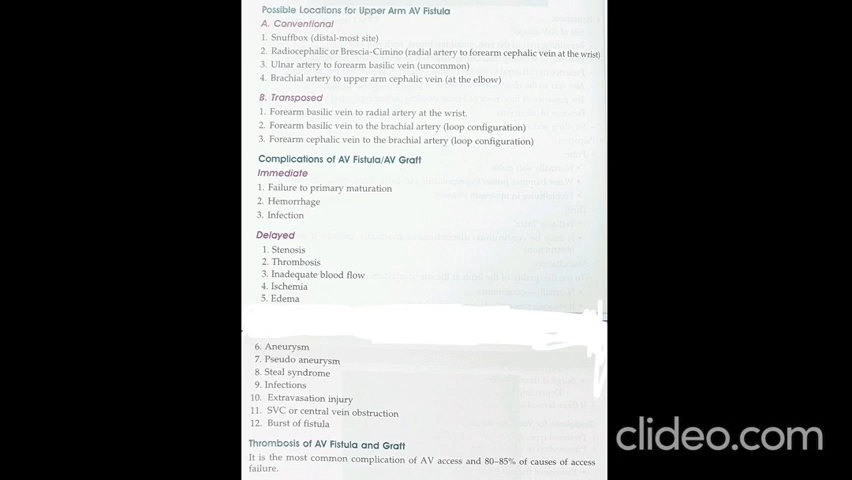 Possible Locations for Upper Arm AV Fistula
A. Conventional
1. Snuffbox (distal-most site)
2. Radiocephalic or Brescia-Cimino (radial artery to forearm cephalic vein at the wrist)
3. Ulnar artery to forearm basilic vein (uncommon)
4. Brachial artery to upper arm cephalic vein (at the elbow)
B. Transposed
1. Forearm basilic vein to radial artery at the wrist.
2. Forearm basilic vein to the brachial artery (loop configuration)
3. Forearm cephalic vein to the brachial artery (loop configuration)
Complications of AV Fistula/AV Graft
Immediate
1. Failure to primary maturation
2. Hemorrhage
3. Infection
Delayed
1. Stenosis
2. Thrombosis
3. Inadequate blood flow
4. Ischemia
5. Edema
6. Aneurysm
7. Pseudo aneurysm
8. Steal syndrome
9. Infections
10. Extravasation injury
11. SVC or central vein obstruction
12. Burst of fistula
Thrombosis of AV Fistula and Graft
It is the most common complication of AV access and 80–85% of causes of access
failure.
clideo.com